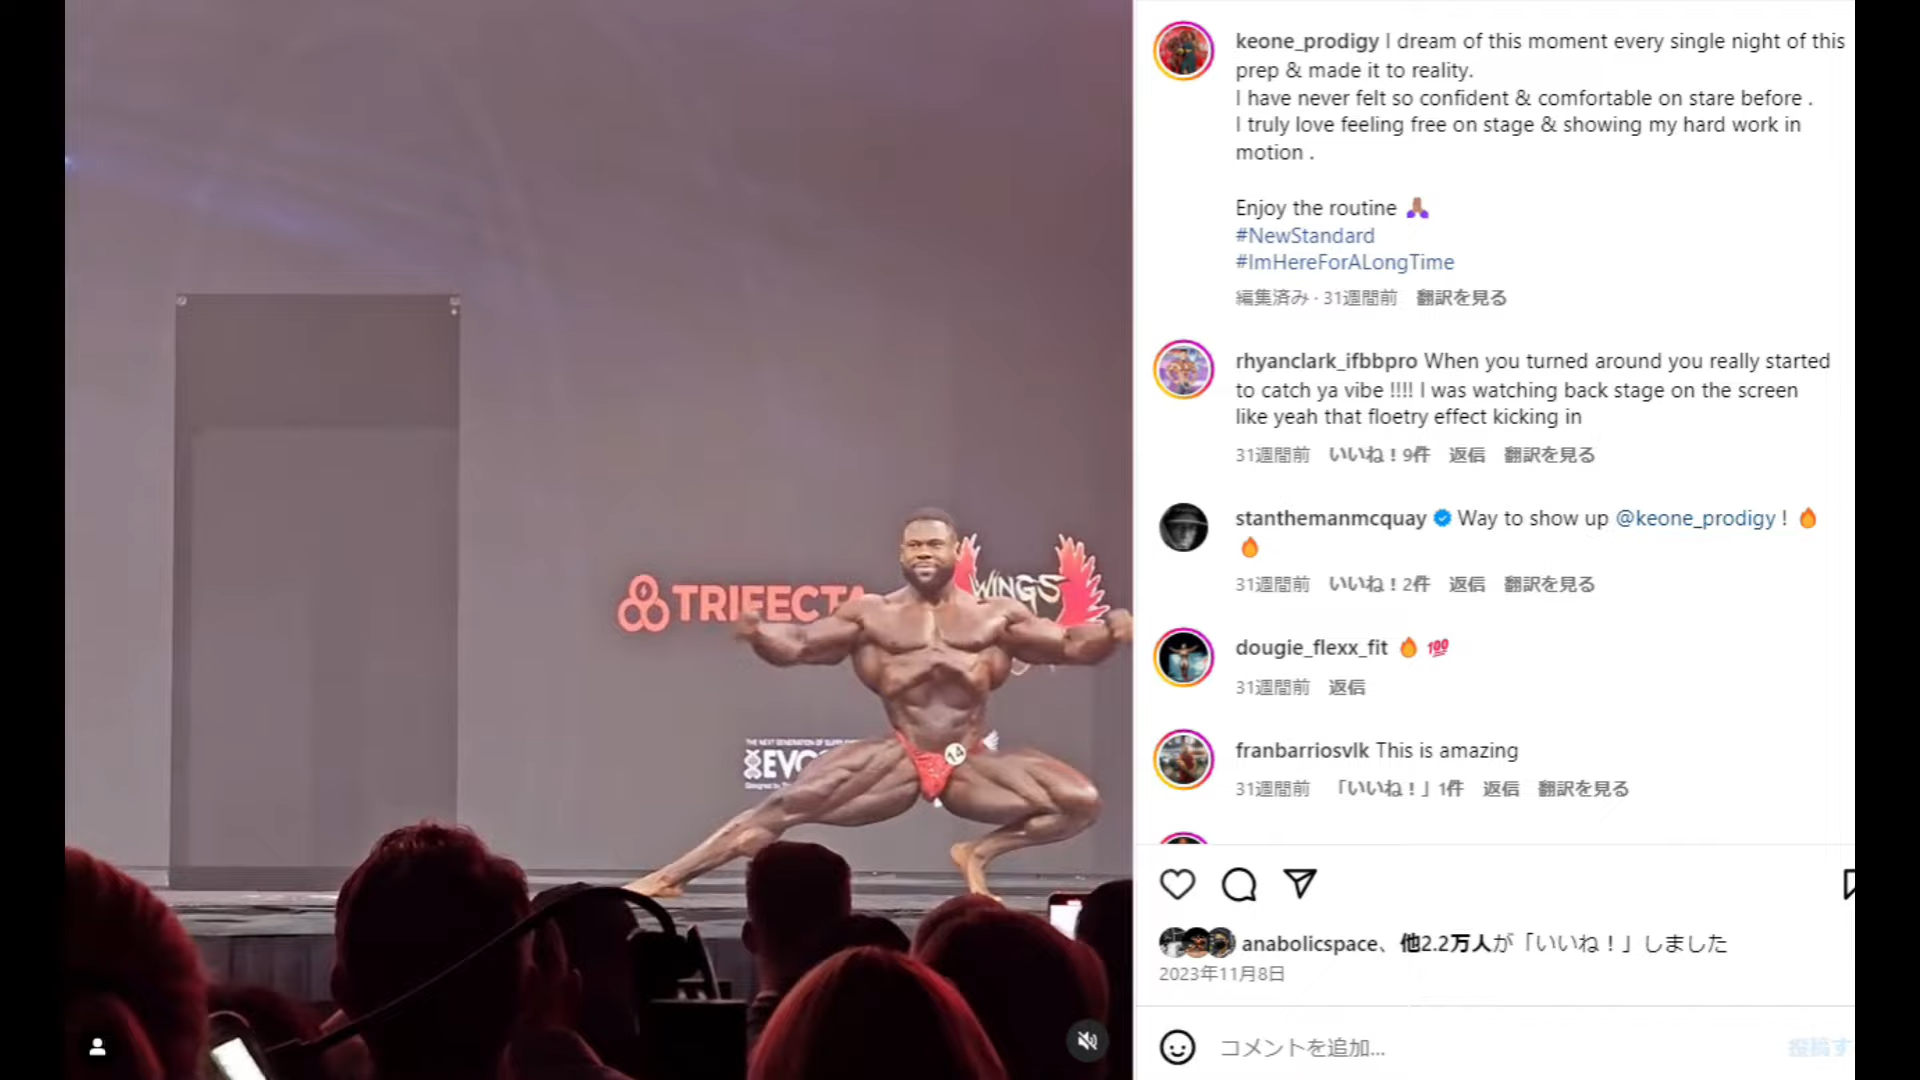 TRIFECTA
WINGS
THE NEXT GENERATION OF
EVO
14
keone_prodigy I dream of this moment every single night of this
prep & made it to reality.
I have never felt so confident & comfortable on stare before .
I truly love feeling free on stage & showing my hard work in
motion .
Enjoy the routine 🙏🏾
#NewStandard
#ImHereForALongTime
編集済み · 31週間前 翻訳を見る
rhyanclark_ifbbpro When you turned around you really started
to catch ya vibe !!!! I was watching back stage on the screen
like yeah that floetry effect kicking in
31週間前 いいね！9件 返信 翻訳を見る
stanthemanmcquay Way to show up @keone_prodigy ! 🔥
🔥
31週間前 いいね！2件 返信 翻訳を見る
dougie_flexx_fit 🔥 💯
31週間前 返信
franbarriosvlk This is amazing
31週間前 「いいね！」1件 返信 翻訳を見る
anabolicspace、他2.2万人が「いいね！」しました
2023年11月8日
コメントを追加...
投稿す